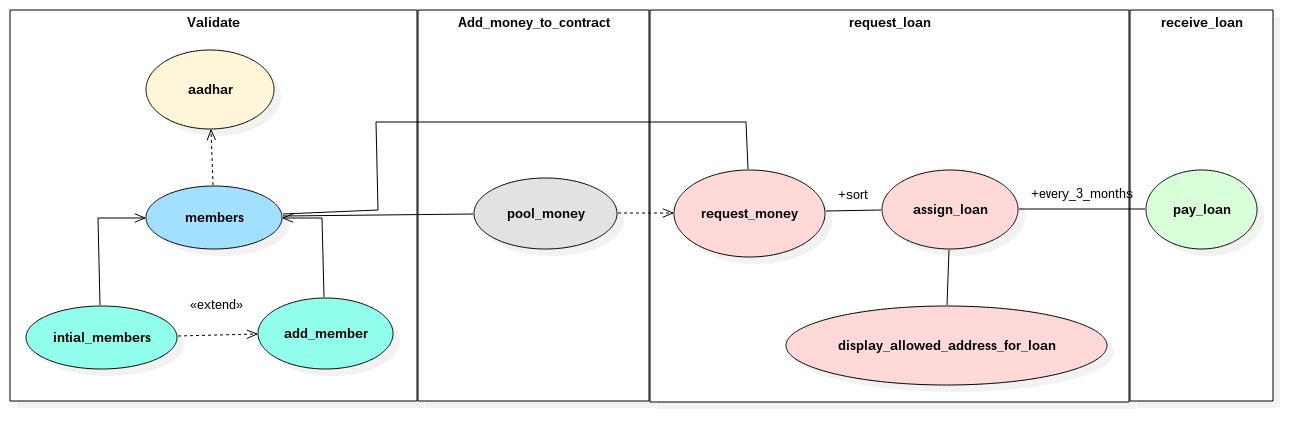 Validate
Add_money_to_contract
request_loan
receive_loan
aadhar
members
pool_money
request_money
+sort
assign_loan
+every_3_months
pay_loan
«extend»
intial_members
add_member
display_allowed_address_for_loan